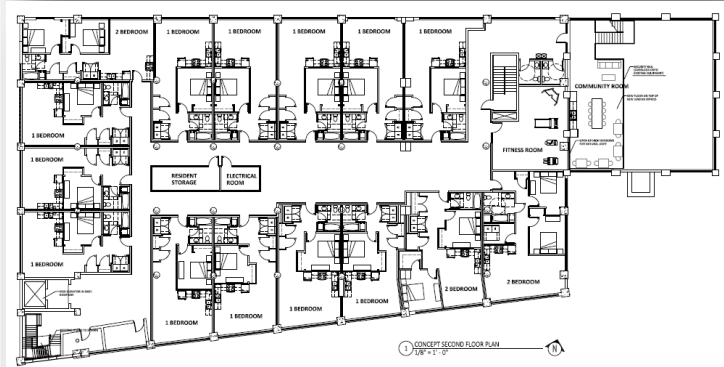 2 BEDROOM
1 BEDROOM
1 BEDROOM
1 BEDROOM
1 BEDROOM
1 BEDROOM
COMMUNITY ROOM
1 BEDROOM
FITNESS ROOM
1 BEDROOM
RESIDENT
STORAGE
ELECTRICAL
ROOM
1 BEDROOM
2 BEDROOM
2 BEDROOM
1 BEDROOM
1 BEDROOM
1 BEDROOM
1 BEDROOM
1
CONCEPT SECOND FLOOR PLAN
1/8" = 1' - 0"
N